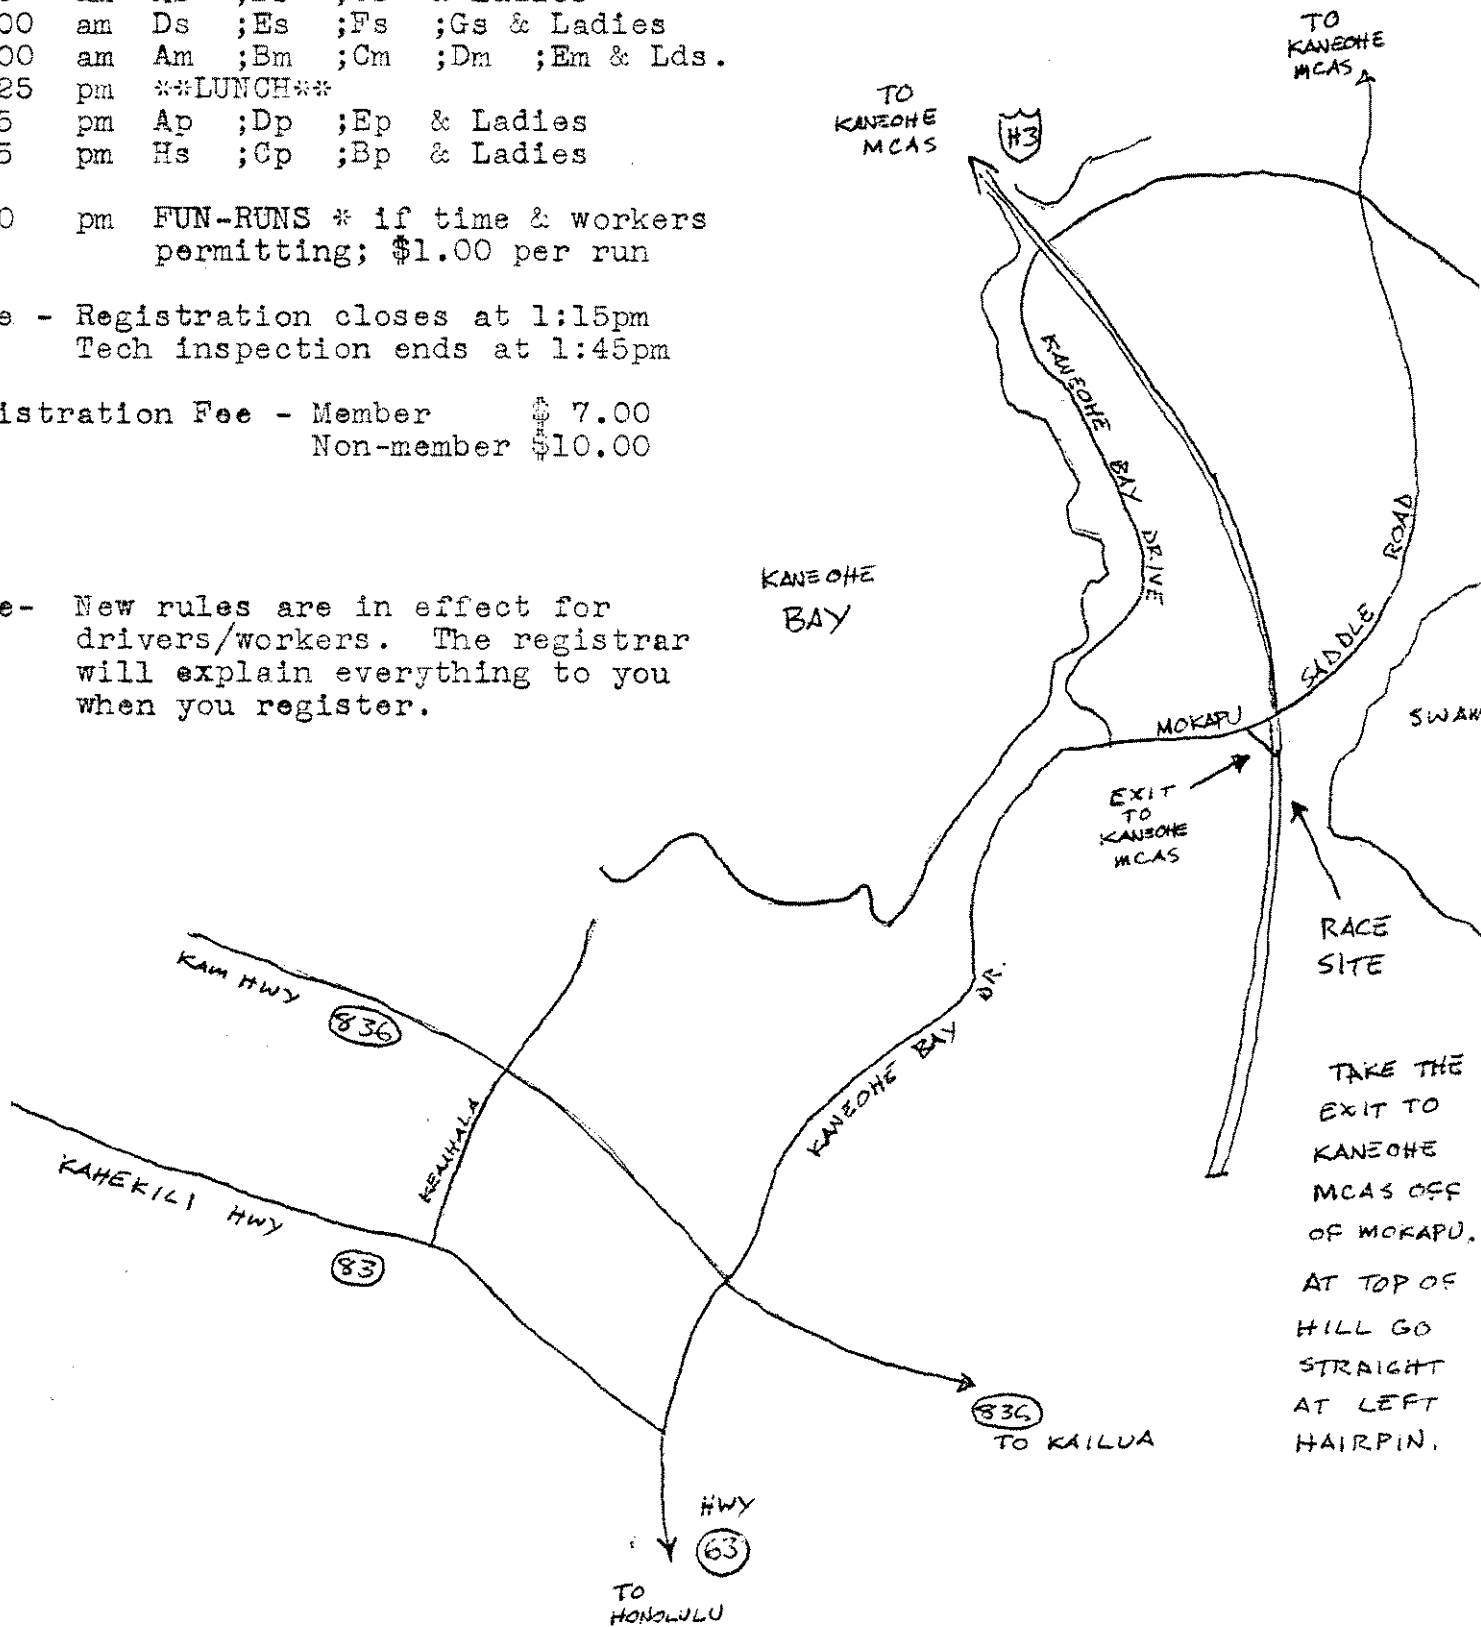 00 am Ds ;Es ;Fs ;Gs & Ladies
00 am Am ;Bm ;Cm ;Dm ;Em & Lds.
25 pm **LUNCH**
5 pm Ap ;Dp ;Ep & Ladies
5 pm Hs ;Cp ;Bp & Ladies
0 pm FUN-RUNS * if time & workers
permitting; $1.00 per run
e - Registration closes at 1:15pm
Tech inspection ends at 1:45pm
istration Fee - Member $ 7.00
Non-member $10.00
e- New rules are in effect for
drivers/workers. The registrar
will explain everything to you
when you register.
TO
KANEOHE
MCAS
H3
TO
KANEOHE
MCAS
KANEOHE BAY DRIVE
KANEOHE
BAY
MOKAPU SADDLE ROAD
SWAM
EXIT
TO
KANEOHE
MCAS
RACE
SITE
KAM HWY
836
KEAAHALA
KANEOHE BAY DR.
KAHEKILI HWY
83
836
TO KAILUA
HWY
63
TO
HONOLULU
TAKE THE
EXIT TO
KANEOHE
MCAS OFF
OF MOKAPU.
AT TOP OF
HILL GO
STRAIGHT
AT LEFT
HAIRPIN.